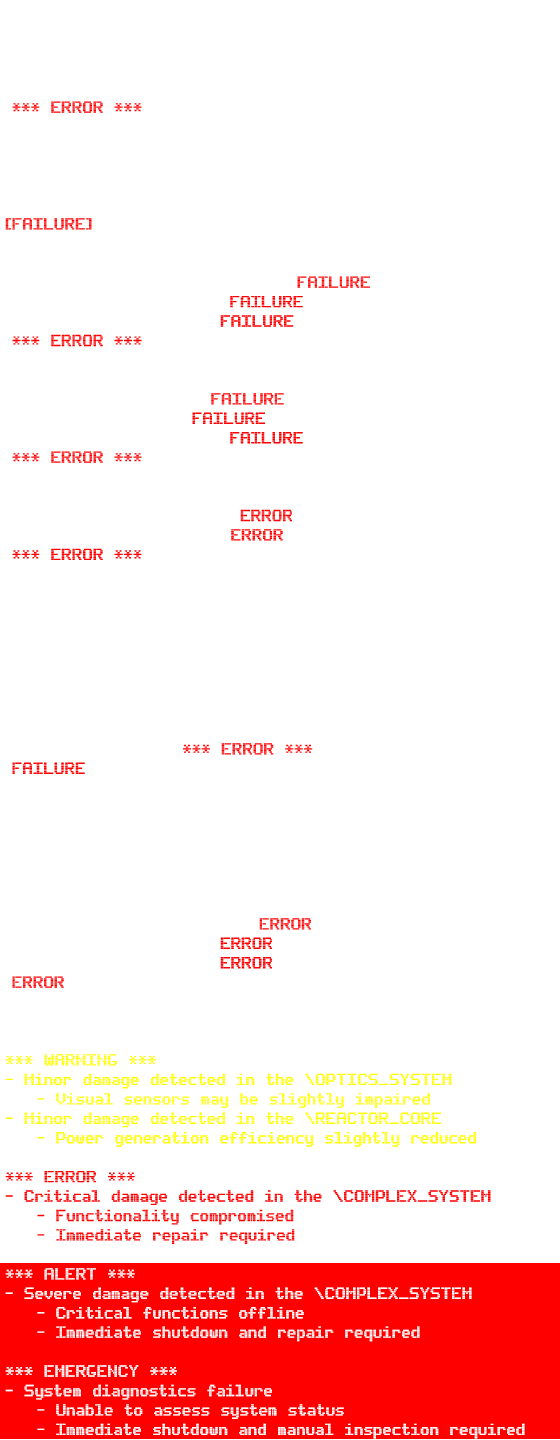 *** ERROR ***
[FAILURE]
FAILURE
FAILURE
FAILURE
*** ERROR ***
FAILURE
FAILURE
FAILURE
*** ERROR ***
ERROR
ERROR
*** ERROR ***
*** ERROR ***
FAILURE
ERROR
ERROR
ERROR
ERROR
*** WARNING ***
- Minor damage detected in the \OPTICS_SYSTEM
- Visual sensors may be slightly impaired
- Minor damage detected in the \REACTOR_CORE
- Power generation efficiency slightly reduced
*** ERROR ***
- Critical damage detected in the \COMPLEX_SYSTEM
- Functionality compromised
- Immediate repair required
*** ALERT ***
- Severe damage detected in the \COMPLEX_SYSTEM
- Critical functions offline
- Immediate shutdown and repair required
*** EMERGENCY ***
- System diagnostics failure
- Unable to assess system status
- Immediate shutdown and manual inspection required